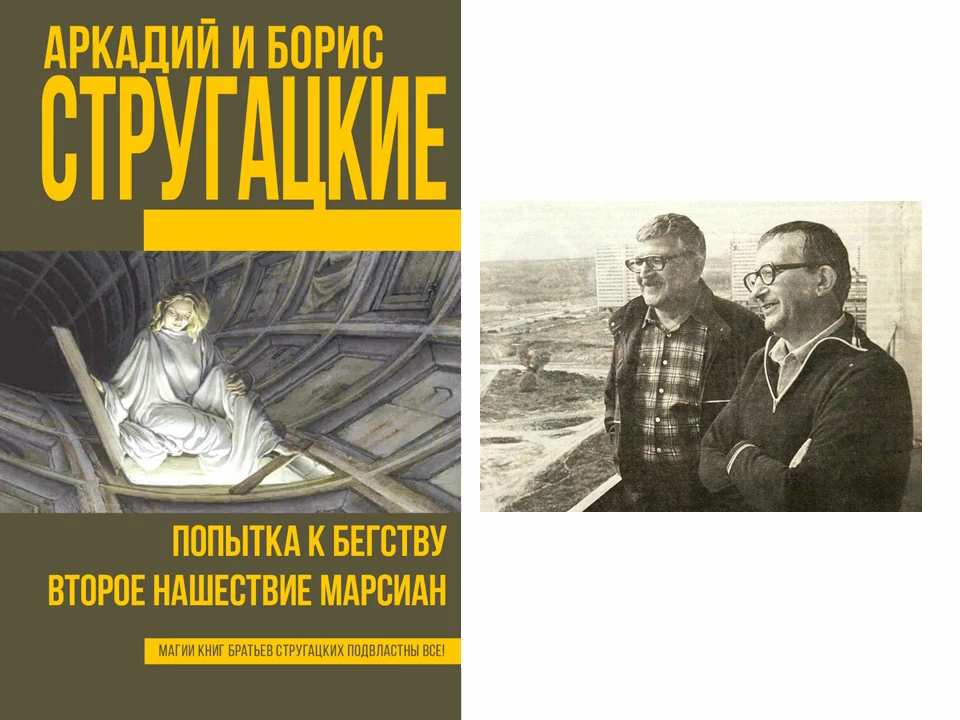 АРКАДИЙ И БОРИС
СТРУГАЦКИЕ
ПОПЫТКА К БЕГСТВУ
ВТОРОЕ НАШЕСТВИЕ МАРСИАН
МАГИИ КНИГ БРАТЬЕВ СТРУГАЦКИХ ПОДВЛАСТНЫ ВСЕ!